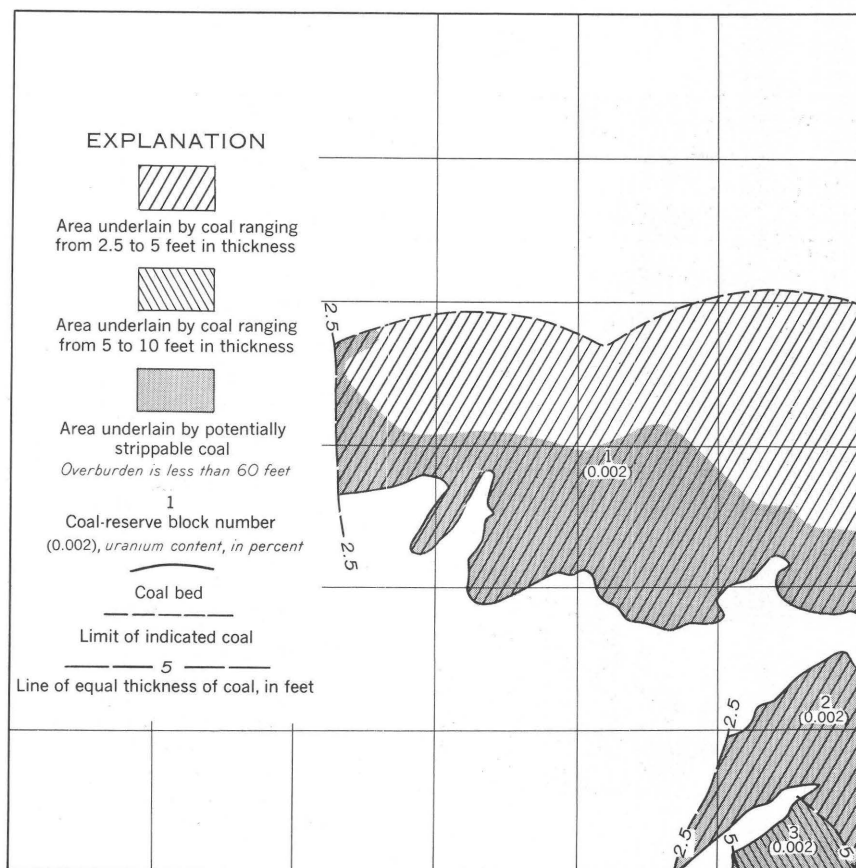 EXPLANATION
Area underlain by coal ranging
from 2.5 to 5 feet in thickness
Area underlain by coal ranging
from 5 to 10 feet in thickness
Area underlain by potentially
strippable coal
Overburden is less than 60 feet
1
Coal-reserve block number
(0.002), uranium content, in percent
Coal bed
Limit of indicated coal
5
Line of equal thickness of coal, in feet
2.5
2.5
1
(0.002)
2.5
2
(0.002)
2.5
5
3
(0.002)
5